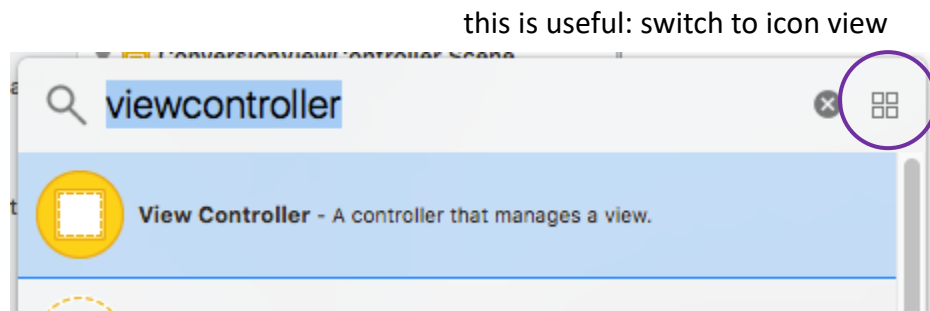 this is useful: switch to icon view
ConversionViewController Scene
viewcontroller
View Controller - A controller that manages a view.